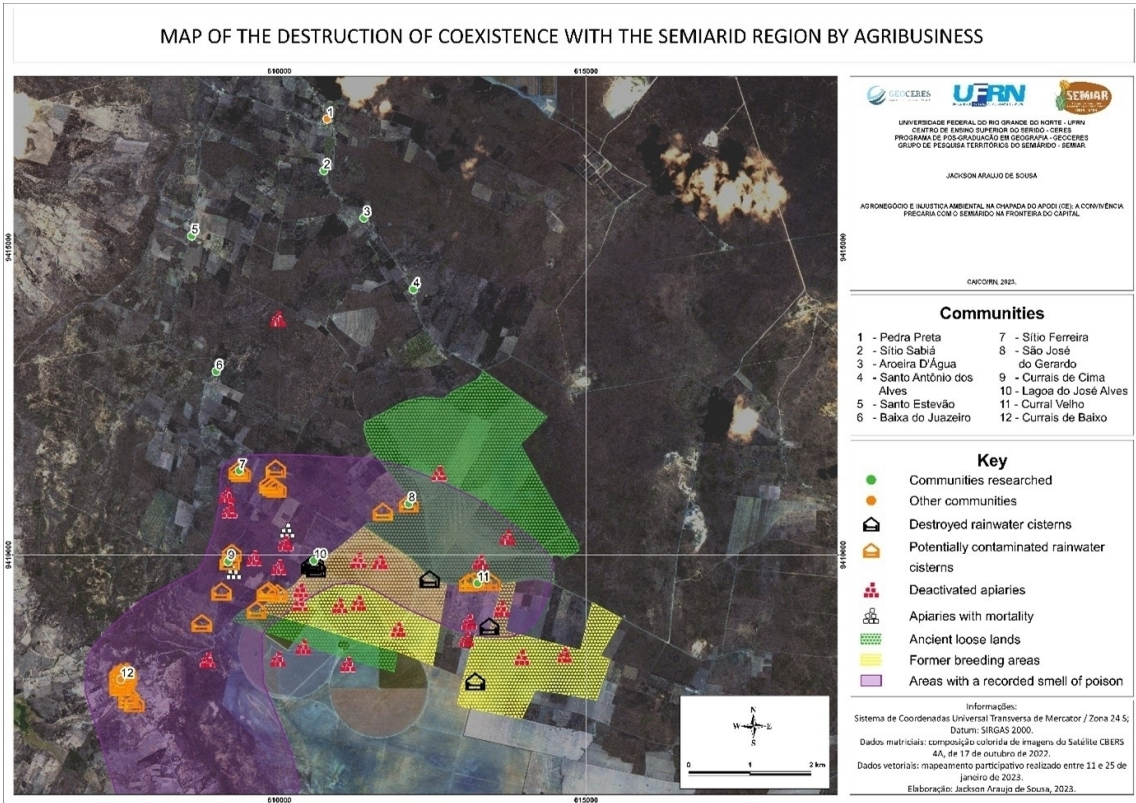 MAP OF THE DESTRUCTION OF COEXISTENCE WITH THE SEMIARID REGION BY AGRIBUSINESS
610000
615000
9415000
9415000
9410000
9410000
610000
615000
1
2
3
4
5
6
7
8
9
10
11
12
N
W
E
S
0
1
2 km
GEOCERES
UFRN
SEMIAR
UNIVERSIDADE FEDERAL DO RIO GRANDE DO NORTE - UFRN
CENTRO DE ENSINO SUPERIOR DO SERIDÓ - CERES
PROGRAMA DE PÓS-GRADUAÇÃO EM GEOGRAFIA - GEOCERES
GRUPO DE PESQUISA TERRITÓRIOS DO SEMIÁRIDO - SEMIAR
JACKSON ARAUJO DE SOUSA
AGRONEGÓCIO E INJUSTIÇA AMBIENTAL NA CHAPADA DO APODI (CE): A CONVIVÊNCIA
PRECÁRIA COM O SEMIÁRIDO NA FRONTEIRA DO CAPITAL
CAICÓ/RN, 2023.
Communities
1 - Pedra Preta
2 - Sítio Sabiá
3 - Aroeira D'Água
4 - Santo Antônio dos
Alves
5 - Santo Estevão
6 - Baixa do Juazeiro
7 - Sítio Ferreira
8 - São José
do Gerardo
9 - Currais de Cima
10 - Lagoa do José Alves
11 - Curral Velho
12 - Currais de Baixo
Key
Communities researched
Other communities
Destroyed rainwater cisterns
Potentially contaminated rainwater
cisterns
Deactivated apiaries
Apiaries with mortality
Ancient loose lands
Former breeding areas
Areas with a recorded smell of poison
Informações:
Sistema de Coordenadas Universal Transversa de Mercator / Zona 24 S;
Datum: SIRGAS 2000.
Dados matriciais: composição colorida de imagens do Satélite CBERS
4A, de 17 de outubro de 2022.
Dados vetoriais: mapeamento participativo realizado entre 11 e 25 de
janeiro de 2023.
Elaboração: Jackson Araujo de Sousa, 2023.